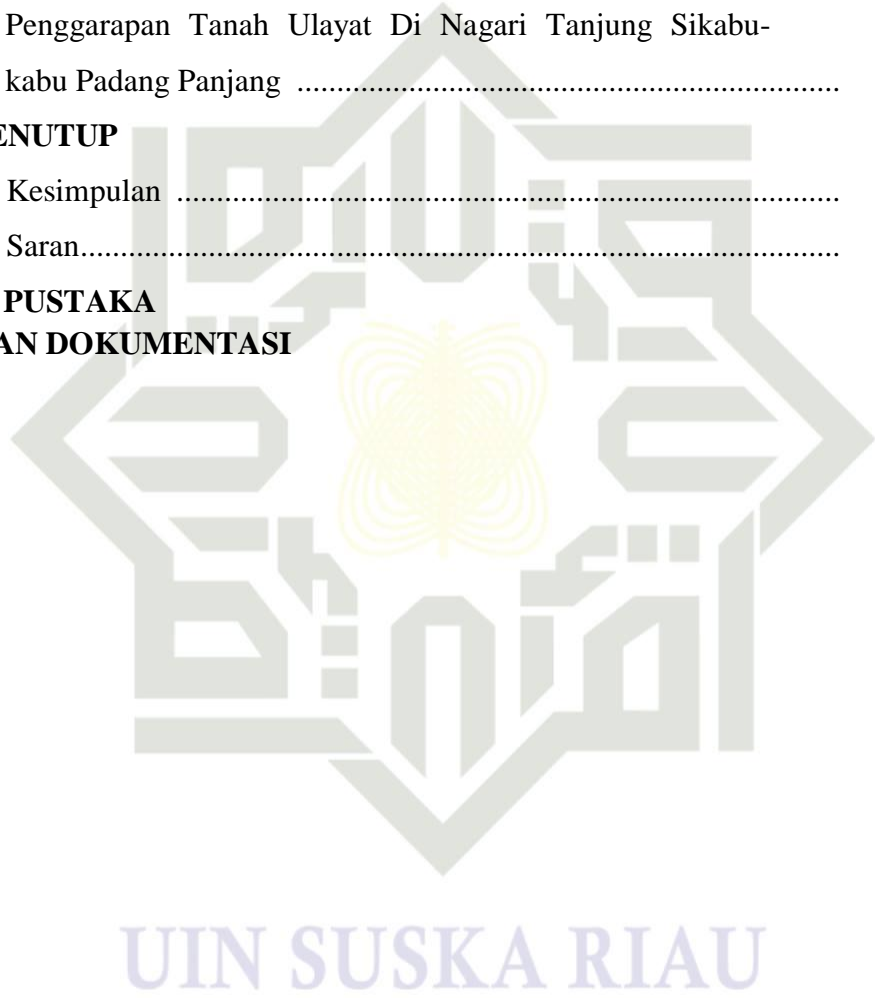 Penggarapan Tanah Ulayat Di Nagari Tanjung Sikabu-
kabu Padang Panjang ...................................................................
ENUTUP
Kesimpulan ..................................................................................
Saran..............................................................................................
PUSTAKA
AN DOKUMENTASI
UIN SUSKA RIAU